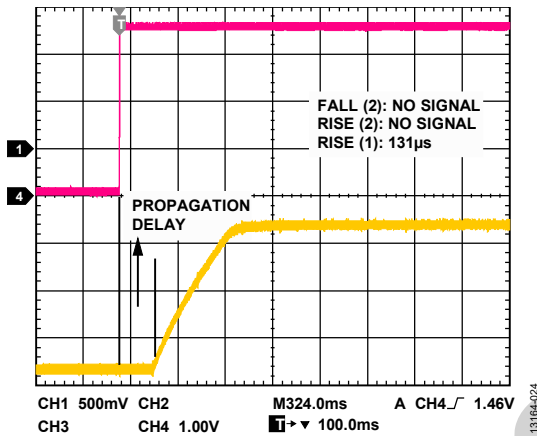 T
FALL (2): NO SIGNAL
RISE (2): NO SIGNAL
RISE (1): 131µs
1
4
PROPAGATION
DELAY
CH1 500mV CH2 M324.0ms A CH4 1.46V
CH3 CH4 1.00V T 100.0ms
13164-024